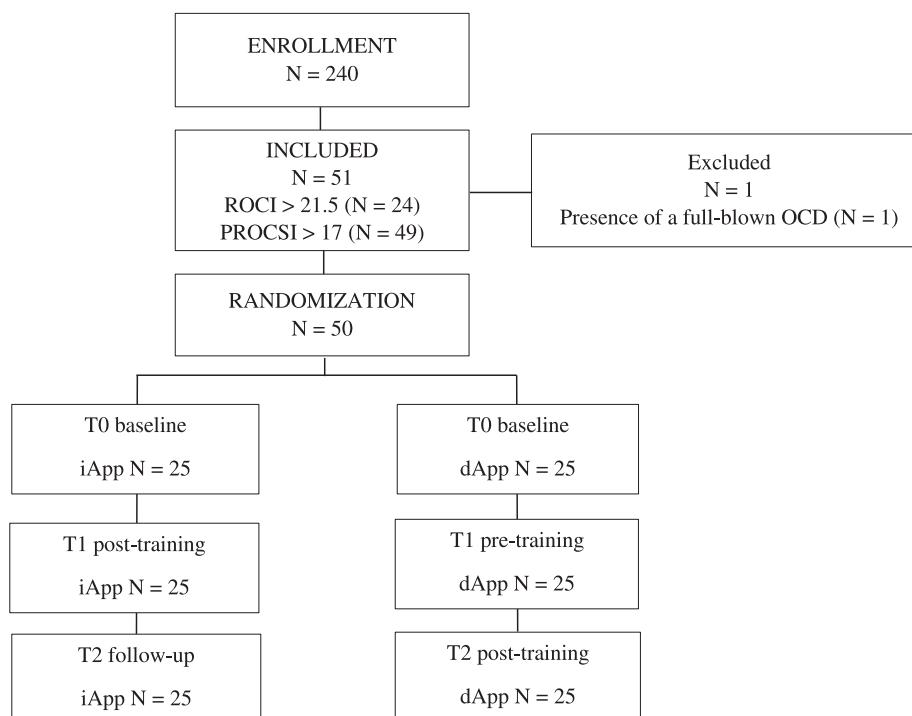 ENROLLMENT
N = 240
INCLUDED
N = 51
ROCI > 21.5 (N = 24)
PROCSI > 17 (N = 49)
Excluded
N = 1
Presence of a full-blown OCD (N = 1)
RANDOMIZATION
N = 50
T0 baseline
iApp N = 25
T0 baseline
dApp N = 25
T1 post-training
iApp N = 25
T1 pre-training
dApp N = 25
T2 follow-up
iApp N = 25
T2 post-training
dApp N = 25